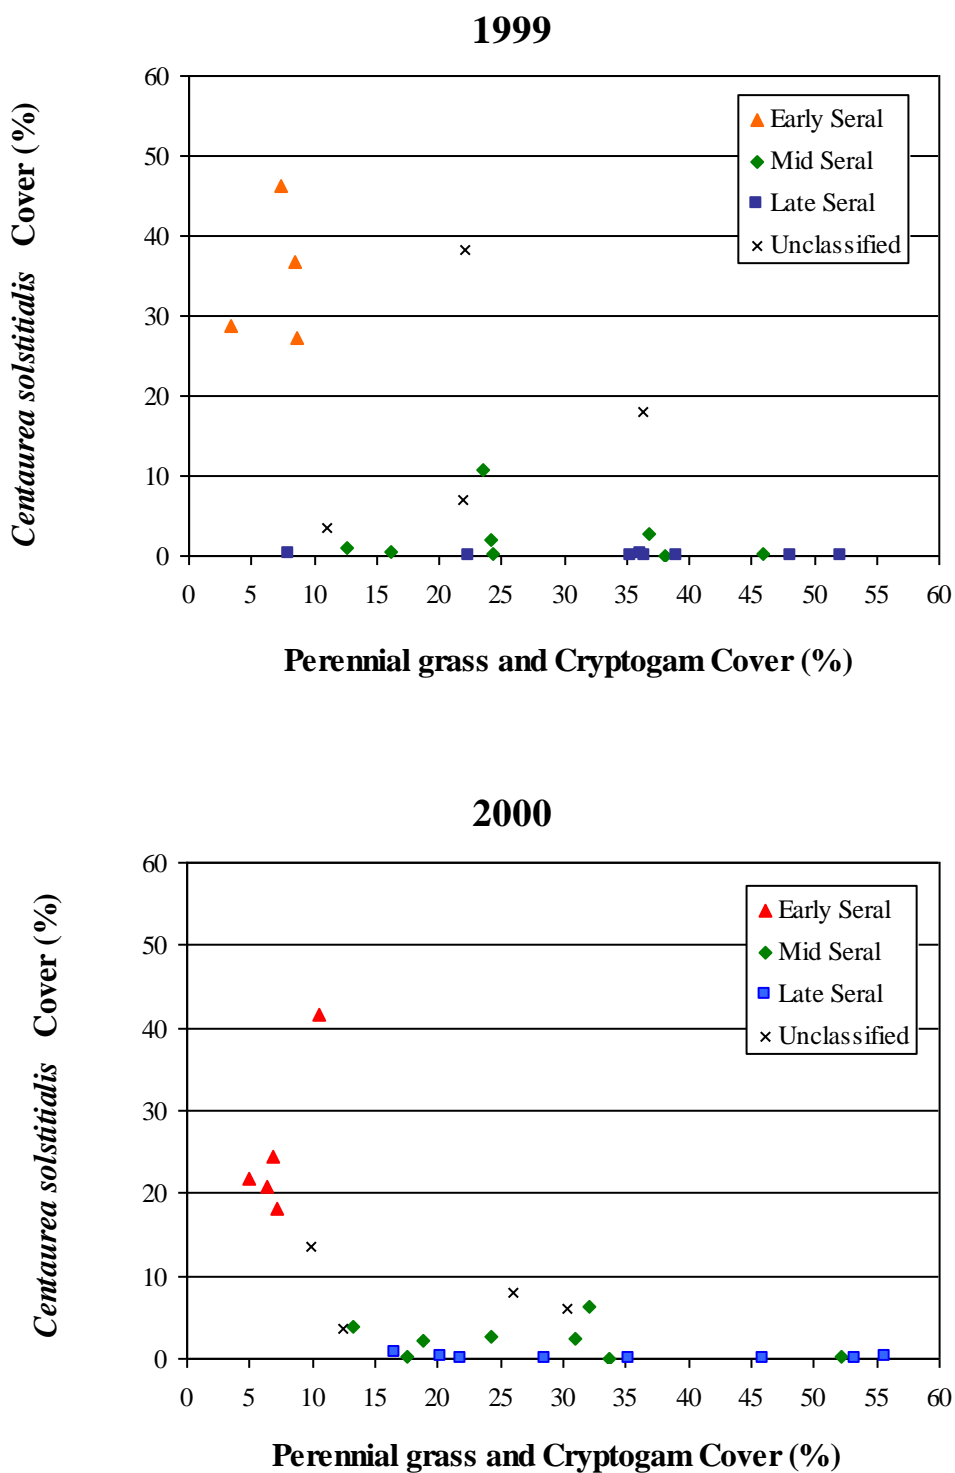 1999
Centaurea solstitialis Cover (%)
60
50
40
30
20
10
0
Early Seral
Mid Seral
Late Seral
Unclassified
0 5 10 15 20 25 30 35 40 45 50 55 60
Perennial grass and Cryptogam Cover (%)
2000
Centaurea solstitialis Cover (%)
60
50
40
30
20
10
0
Early Seral
Mid Seral
Late Seral
Unclassified
0 5 10 15 20 25 30 35 40 45 50 55 60
Perennial grass and Cryptogam Cover (%)